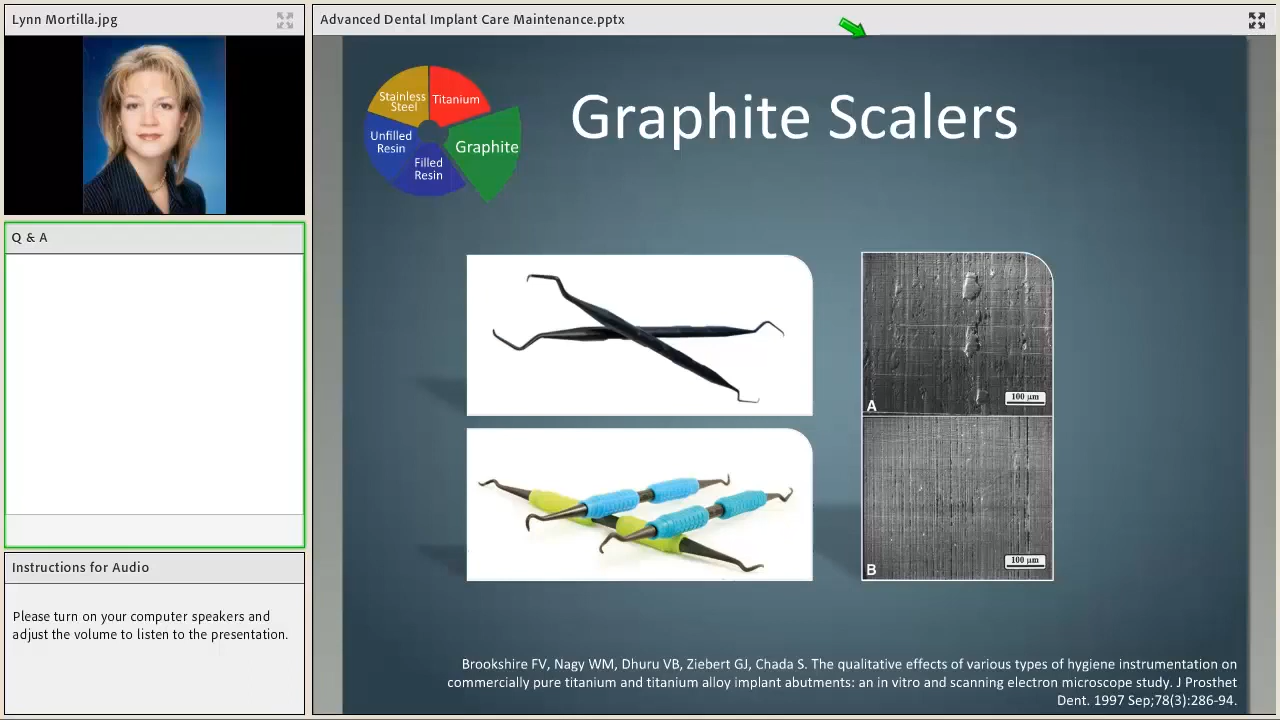 Lynn Mortilla.jpg
Q & A
Instructions for Audio
Please turn on your computer speakers and
adjust the volume to listen to the presentation.
Advanced Dental Implant Care Maintenance.pptx
Stainless
Steel
Titanium
Unfilled
Resin
Graphite
Filled
Resin
Graphite Scalers
100 µm
A
100 µm
B
Brookshire FV, Nagy WM, Dhuru VB, Ziebert GJ, Chada S. The qualitative effects of various types of hygiene instrumentation on
commercially pure titanium and titanium alloy implant abutments: an in vitro and scanning electron microscope study. J Prosthet
Dent. 1997 Sep;78(3):286-94.